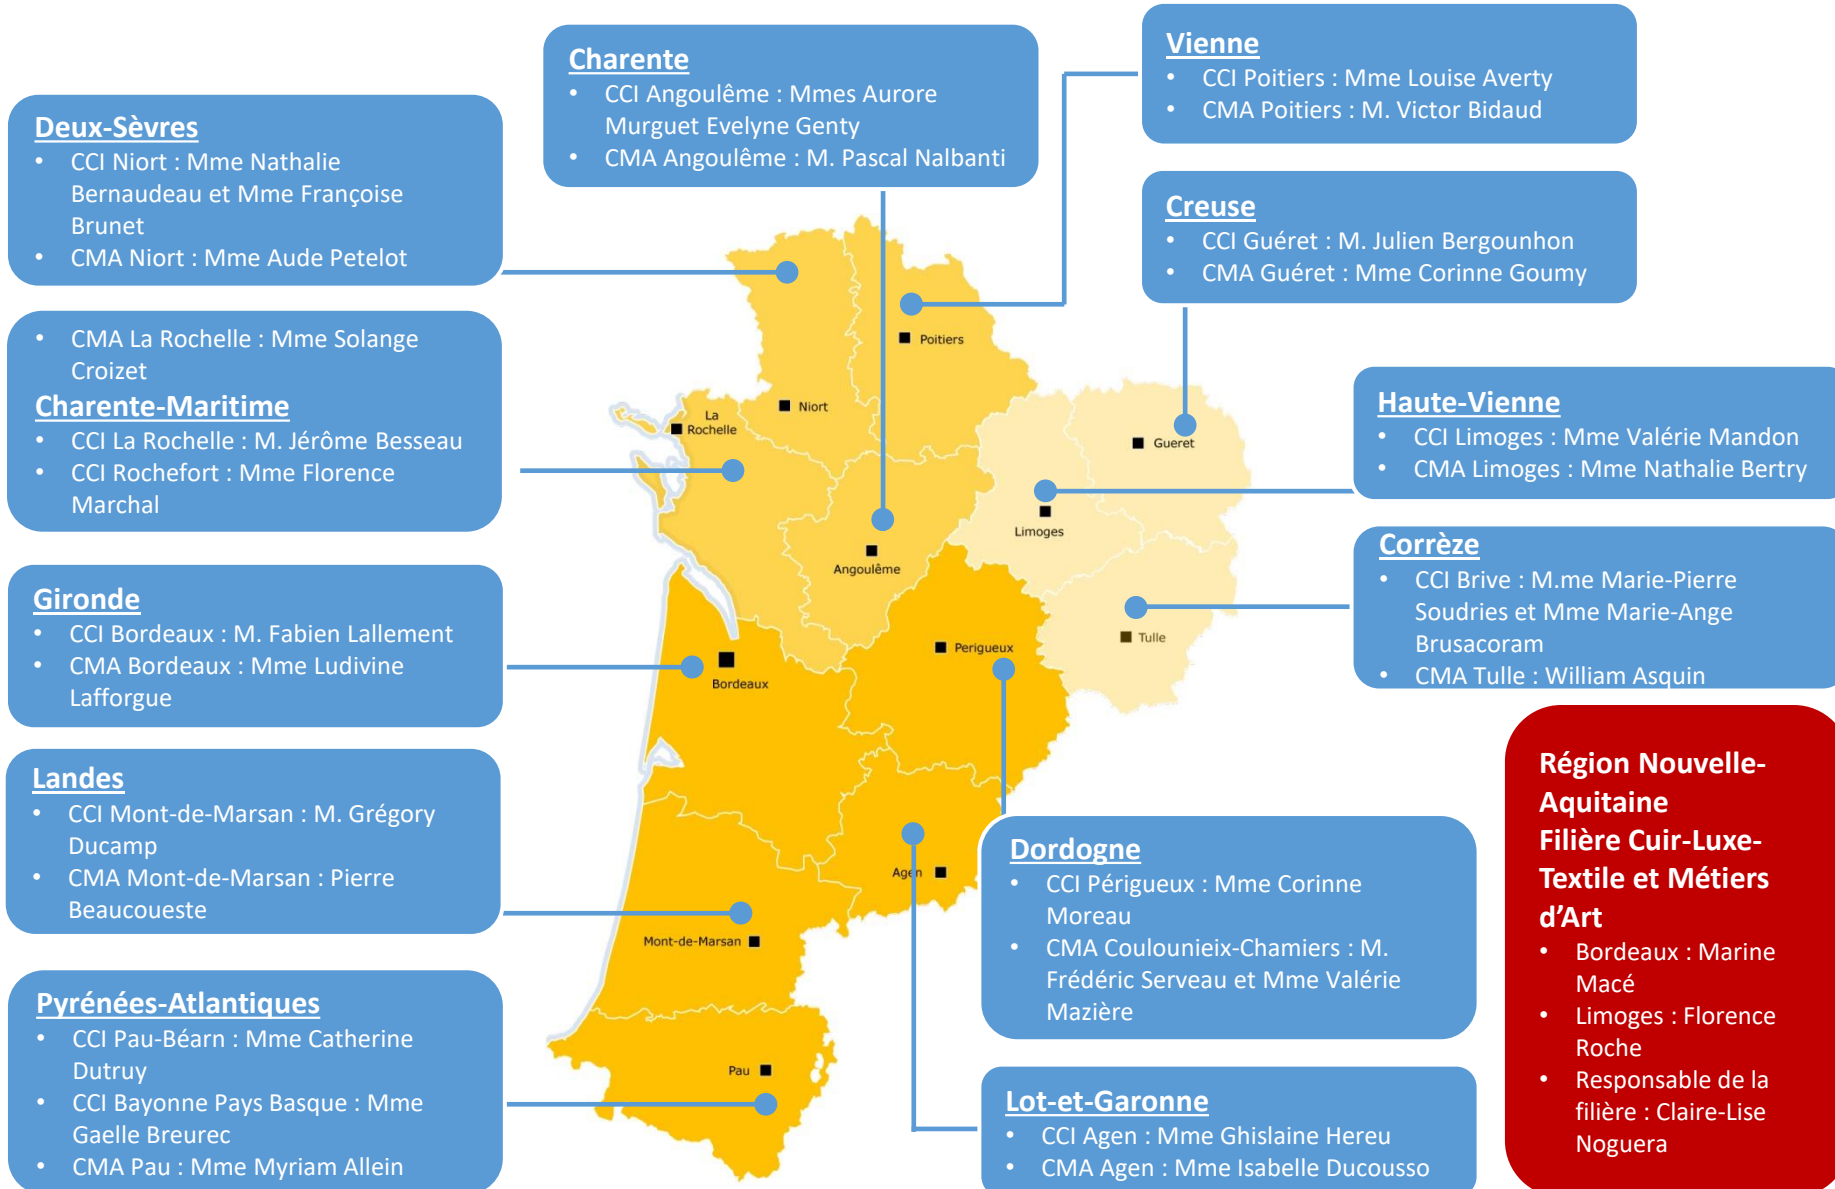 Charente
• CCI Angoulême : Mmes Aurore
Murguet Evelyne Genty
• CMA Angoulême : M. Pascal Nalbanti
Vienne
• CCI Poitiers : Mme Louise Averty
• CMA Poitiers : M. Victor Bidaud
Deux-Sèvres
• CCI Niort : Mme Nathalie
Bernaudeau et Mme Françoise
Brunet
• CMA Niort : Mme Aude Petelot
Creuse
• CCI Guéret : M. Julien Bergounhon
• CMA Guéret : Mme Corinne Goumy
• CMA La Rochelle : Mme Solange
Croizet
Charente-Maritime
• CCI La Rochelle : M. Jérôme Besseau
• CCI Rochefort : Mme Florence
Marchal
Haute-Vienne
• CCI Limoges : Mme Valérie Mandon
• CMA Limoges : Mme Nathalie Bertry
Corrèze
• CCI Brive : M.me Marie-Pierre
Soudries et Mme Marie-Ange
Brusacoram
• CMA Tulle : William Asquin
Gironde
• CCI Bordeaux : M. Fabien Lallement
• CMA Bordeaux : Mme Ludivine
Lafforgue
Landes
• CCI Mont-de-Marsan : M. Grégory
Ducamp
• CMA Mont-de-Marsan : Pierre
Beaucoueste
Pyrénées-Atlantiques
• CCI Pau-Béarn : Mme Catherine
Dutruy
• CCI Bayonne Pays Basque : Mme
Gaelle Breurec
• CMA Pau : Mme Myriam Allein
Dordogne
• CCI Périgueux : Mme Corinne
Moreau
• CMA Coulounieix-Chamiers : M.
Frédéric Serveau et Mme Valérie
Mazière
Lot-et-Garonne
• CCI Agen : Mme Ghislaine Hereu
• CMA Agen : Mme Isabelle Ducousso
Région Nouvelle-
Aquitaine
Filière Cuir-Luxe-
Textile et Métiers
d'Art
• Bordeaux : Marine
Macé
• Limoges : Florence
Roche
• Responsable de la
filière : Claire-Lise
Noguera
Poitiers
Niort
La
Rochelle
Gueret
Limoges
Angoulême
Tulle
Perigueux
Bordeaux
Agen
Mont-de-Marsan
Pau